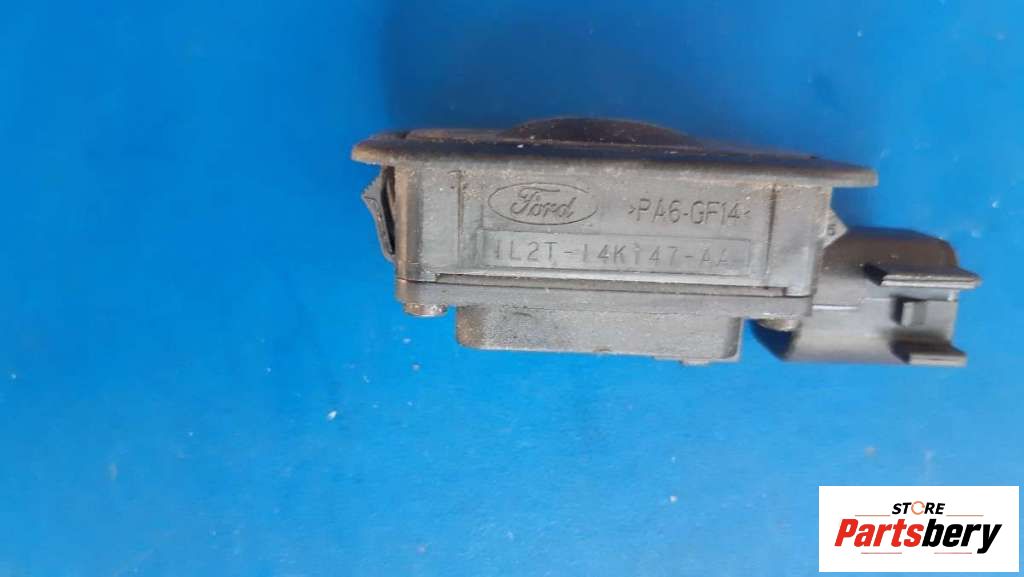 Ford
>PA6-GF14<
1L2T-14K147-AA
STORE
Partsbery